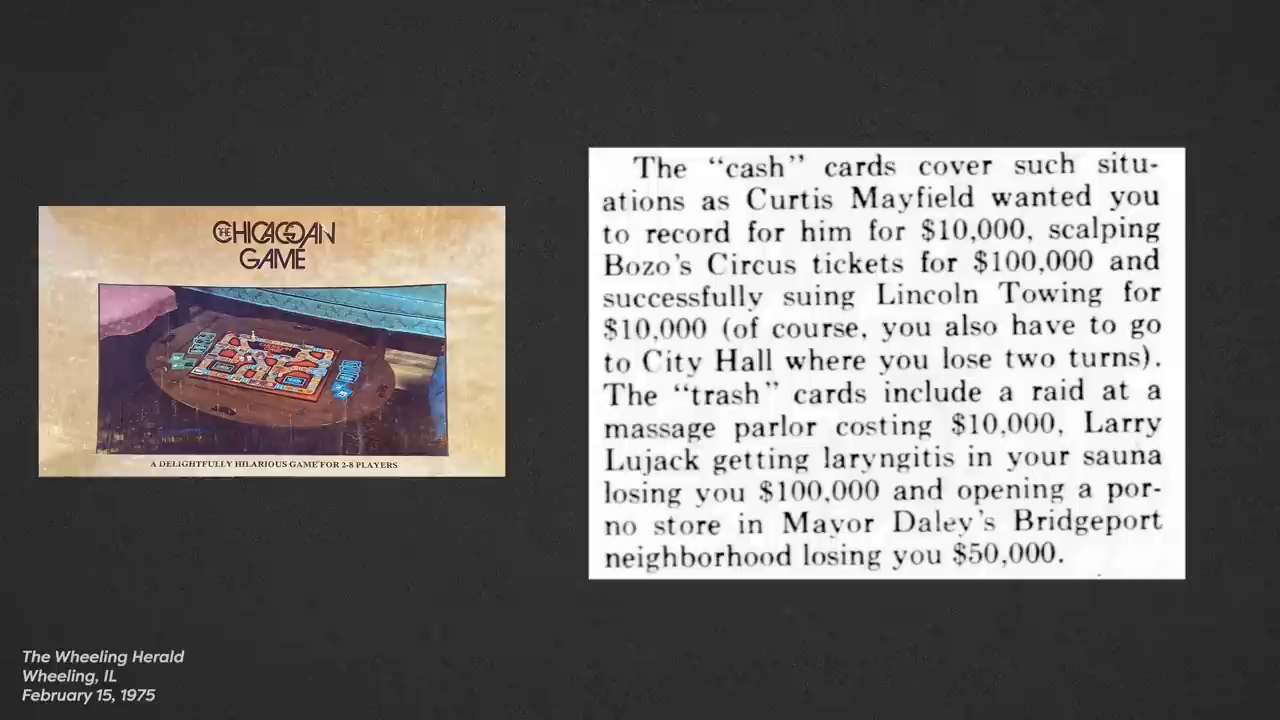 THE CHICAGOAN
GAME
A DELIGHTFULLY HILARIOUS GAME FOR 2-8 PLAYERS
The “cash” cards cover such situ-
ations as Curtis Mayfield wanted you
to record for him for $10,000, scalping
Bozo’s Circus tickets for $100,000 and
successfully suing Lincoln Towing for
$10,000 (of course, you also have to go
to City Hall where you lose two turns).
The “trash” cards include a raid at a
massage parlor costing $10,000, Larry
Lujack getting laryngitis in your sauna
losing you $100,000 and opening a por-
no store in Mayor Daley’s Bridgeport
neighborhood losing you $50,000.
The Wheeling Herald
Wheeling, IL
February 15, 1975